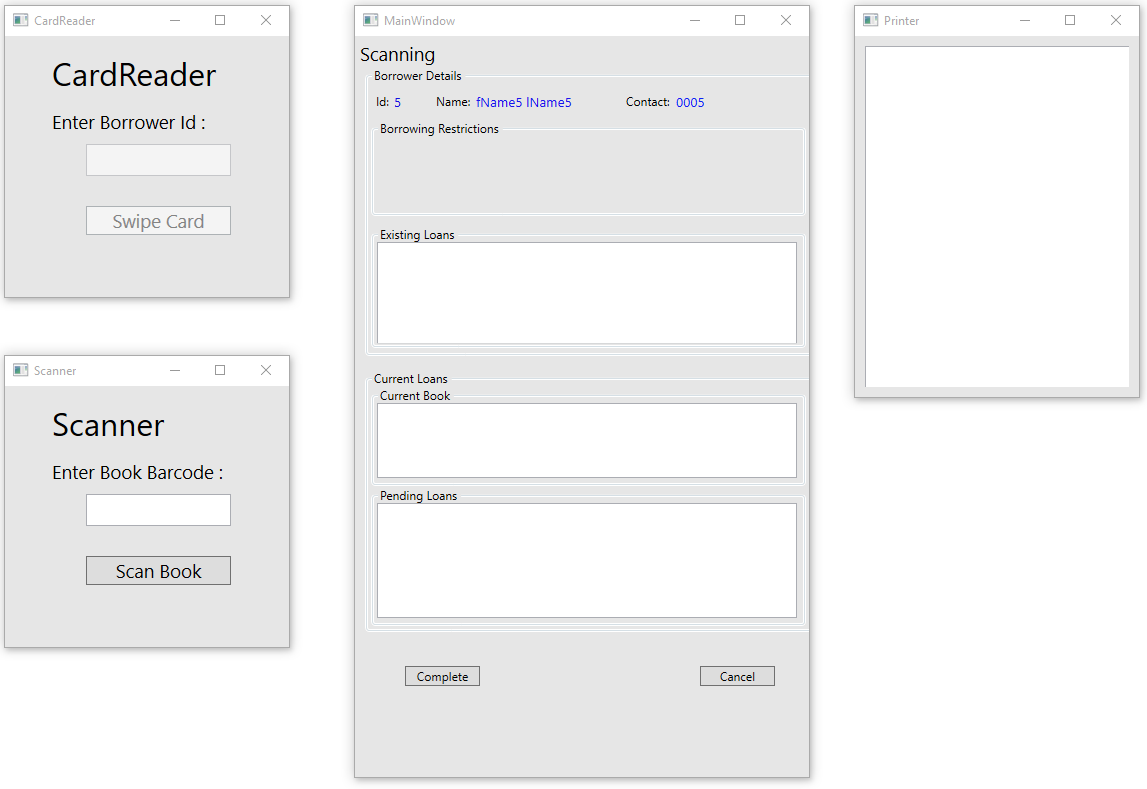 CardReader
CardReader
Enter Borrower Id :
Swipe Card
Scanner
Scanner
Enter Book Barcode :
Scan Book
MainWindow
Scanning
Borrower Details
Id: 5 Name: fName5 lName5 Contact: 0005
Borrowing Restrictions
Existing Loans
Current Loans
Current Book
Pending Loans
Complete Cancel
Printer